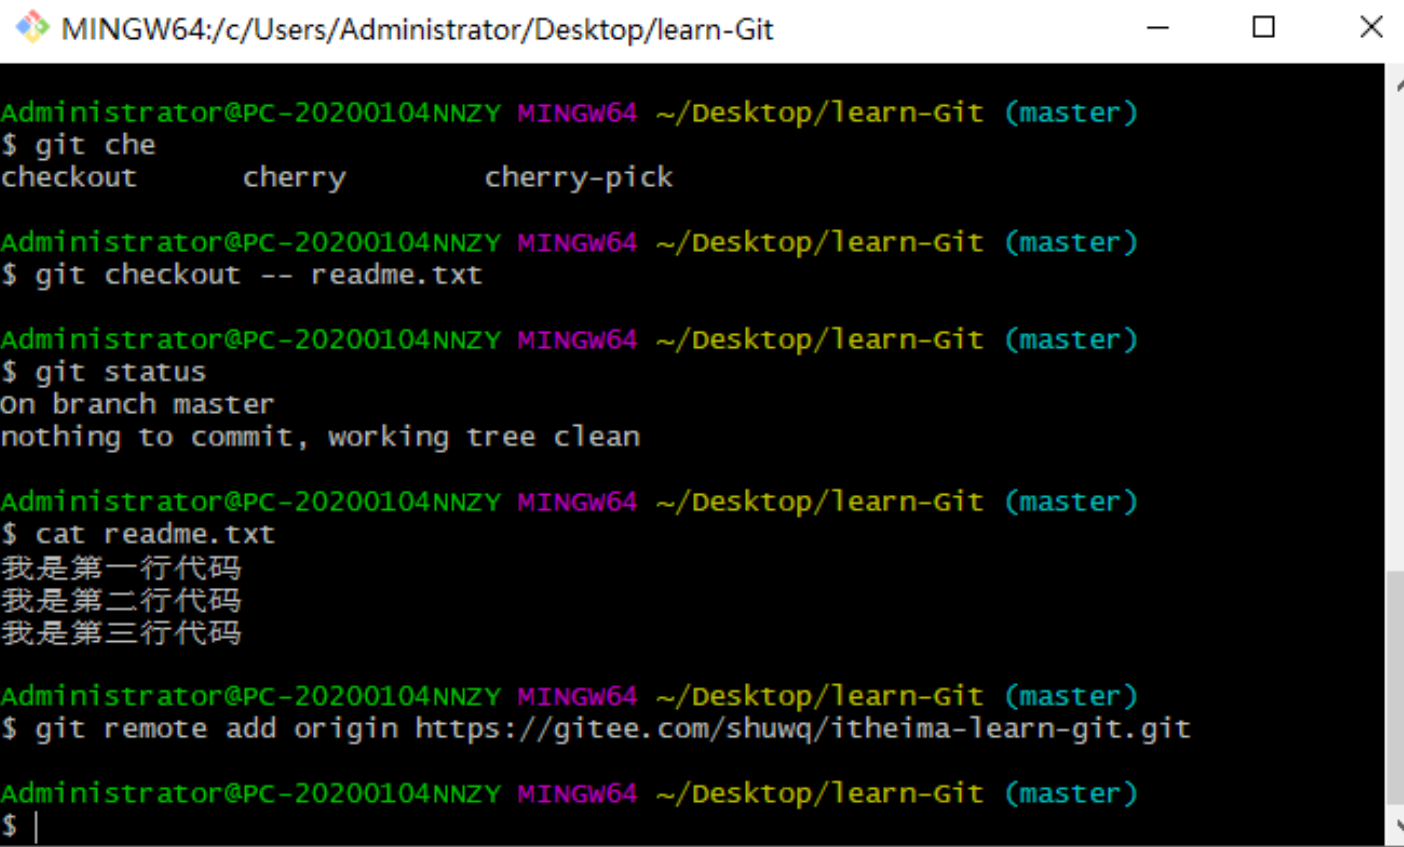 MINGW64:/c/Users/Administrator/Desktop/learn-Git
Administrator@PC-20200104NNZY MINGW64 ~/Desktop/learn-Git (master)
$ git che
checkout cherry cherry-pick
Administrator@PC-20200104NNZY MINGW64 ~/Desktop/learn-Git (master)
$ git checkout -- readme.txt
Administrator@PC-20200104NNZY MINGW64 ~/Desktop/learn-Git (master)
$ git status
On branch master
nothing to commit, working tree clean
Administrator@PC-20200104NNZY MINGW64 ~/Desktop/learn-Git (master)
$ cat readme.txt
我是第一行代码
我是第二行代码
我是第三行代码
Administrator@PC-20200104NNZY MINGW64 ~/Desktop/learn-Git (master)
$ git remote add origin https://gitee.com/shuwq/itheima-learn-git.git
Administrator@PC-20200104NNZY MINGW64 ~/Desktop/learn-Git (master)
$